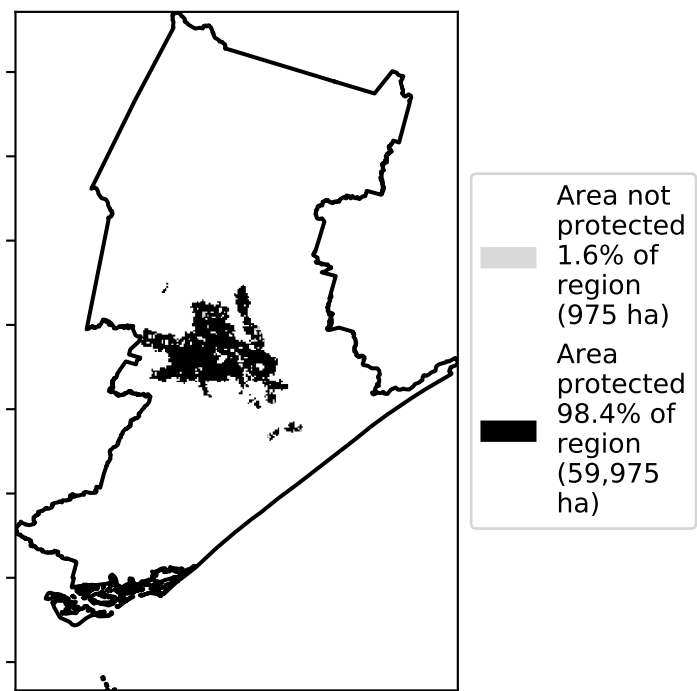 Area not
protected
1.6% of
region
(975 ha)
Area
protected
98.4% of
region
(59,975
ha)